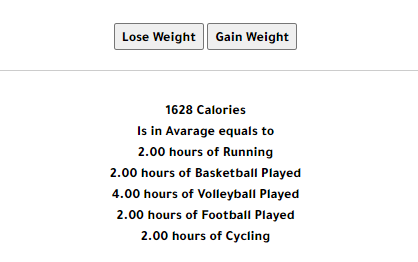 Lose Weight Gain Weight
1628 Calories
Is in Avarage equals to
2.00 hours of Running
2.00 hours of Basketball Played
4.00 hours of Volleyball Played
2.00 hours of Football Played
2.00 hours of Cycling